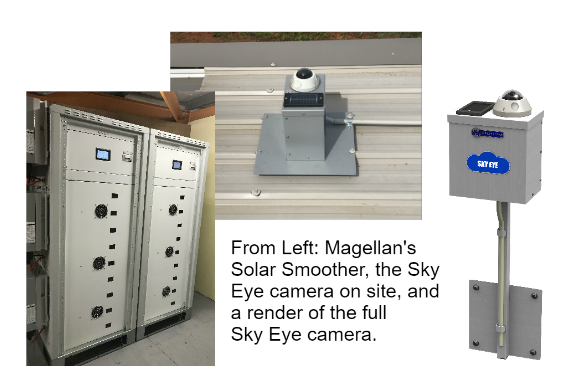 SKY EYE
From Left: Magellan's
Solar Smoother, the Sky
Eye camera on site, and
a render of the full
Sky Eye camera.